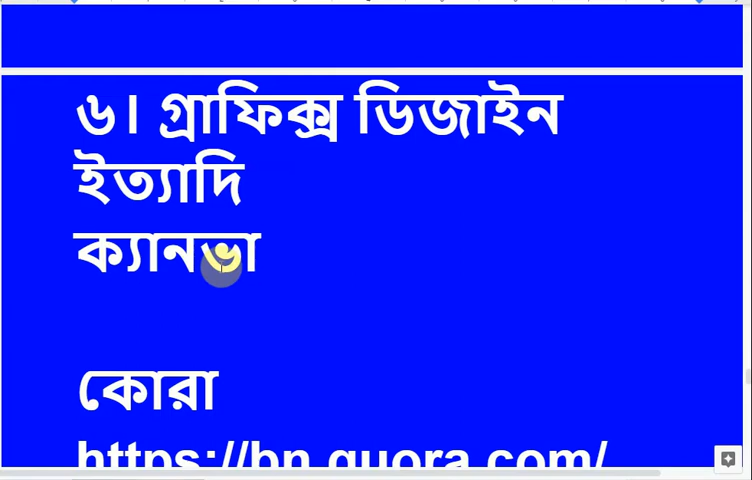 ৬। গ্রাফিক্স ডিজাইন
ইত্যাদি
ক্যানভা
কোরা
https://bn.quora.com/